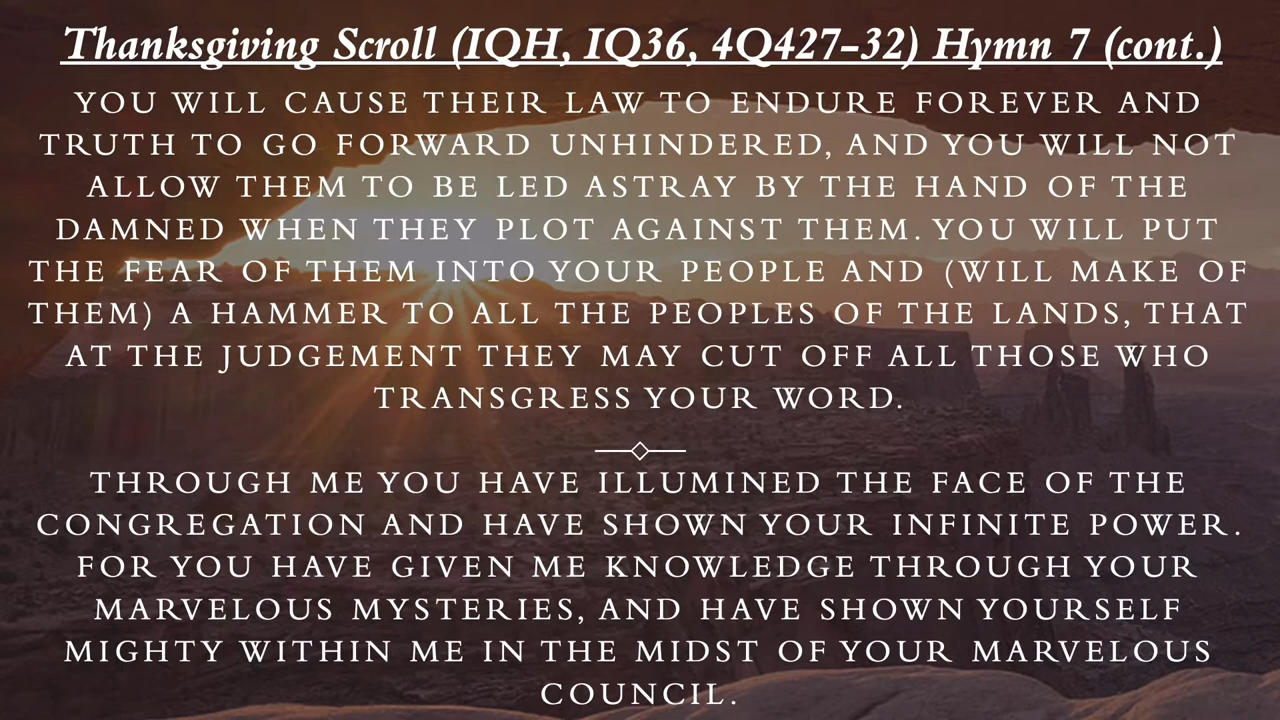 Thanksgiving Scroll (IQH, IQ36, 4Q427-32) Hymn 7 (cont.)
YOU WILL CAUSE THEIR LAW TO ENDURE FOREVER AND
TRUTH TO GO FORWARD UNHINDERED, AND YOU WILL NOT
ALLOW THEM TO BE LED ASTRAY BY THE HAND OF THE
DAMNED WHEN THEY PLOT AGAINST THEM. YOU WILL PUT
THE FEAR OF THEM INTO YOUR PEOPLE AND (WILL MAKE OF
THEM) A HAMMER TO ALL THE PEOPLES OF THE LANDS, THAT
AT THE JUDGEMENT THEY MAY CUT OFF ALL THOSE WHO
TRANSGRESS YOUR WORD.
THROUGH ME YOU HAVE ILLUMINED THE FACE OF THE
CONGREGATION AND HAVE SHOWN YOUR INFINITE POWER.
FOR YOU HAVE GIVEN ME KNOWLEDGE THROUGH YOUR
MARVELOUS MYSTERIES, AND HAVE SHOWN YOURSELF
MIGHTY WITHIN ME IN THE MIDST OF YOUR MARVELOUS
COUNCIL.